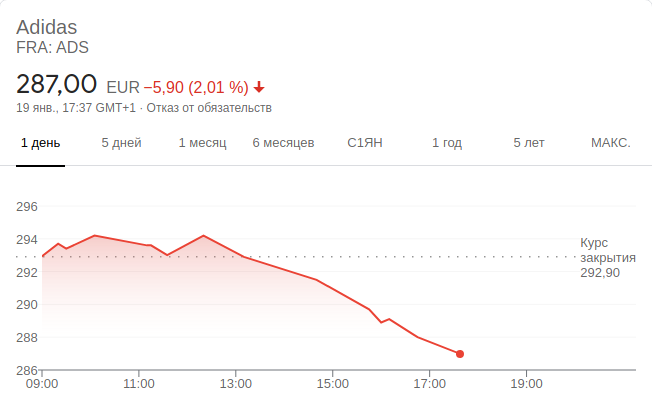 Adidas
FRA: ADS
287,00 EUR −5,90 (2,01 %)
19 янв., 17:37 GMT+1 · Отказ от обязательств
1 день 5 дней 1 месяц 6 месяцев С1ЯН 1 год 5 лет МАКС.
296
294
Курс
закрытия
292,90
292
290
288
286
09:00 11:00 13:00 15:00 17:00 19:00